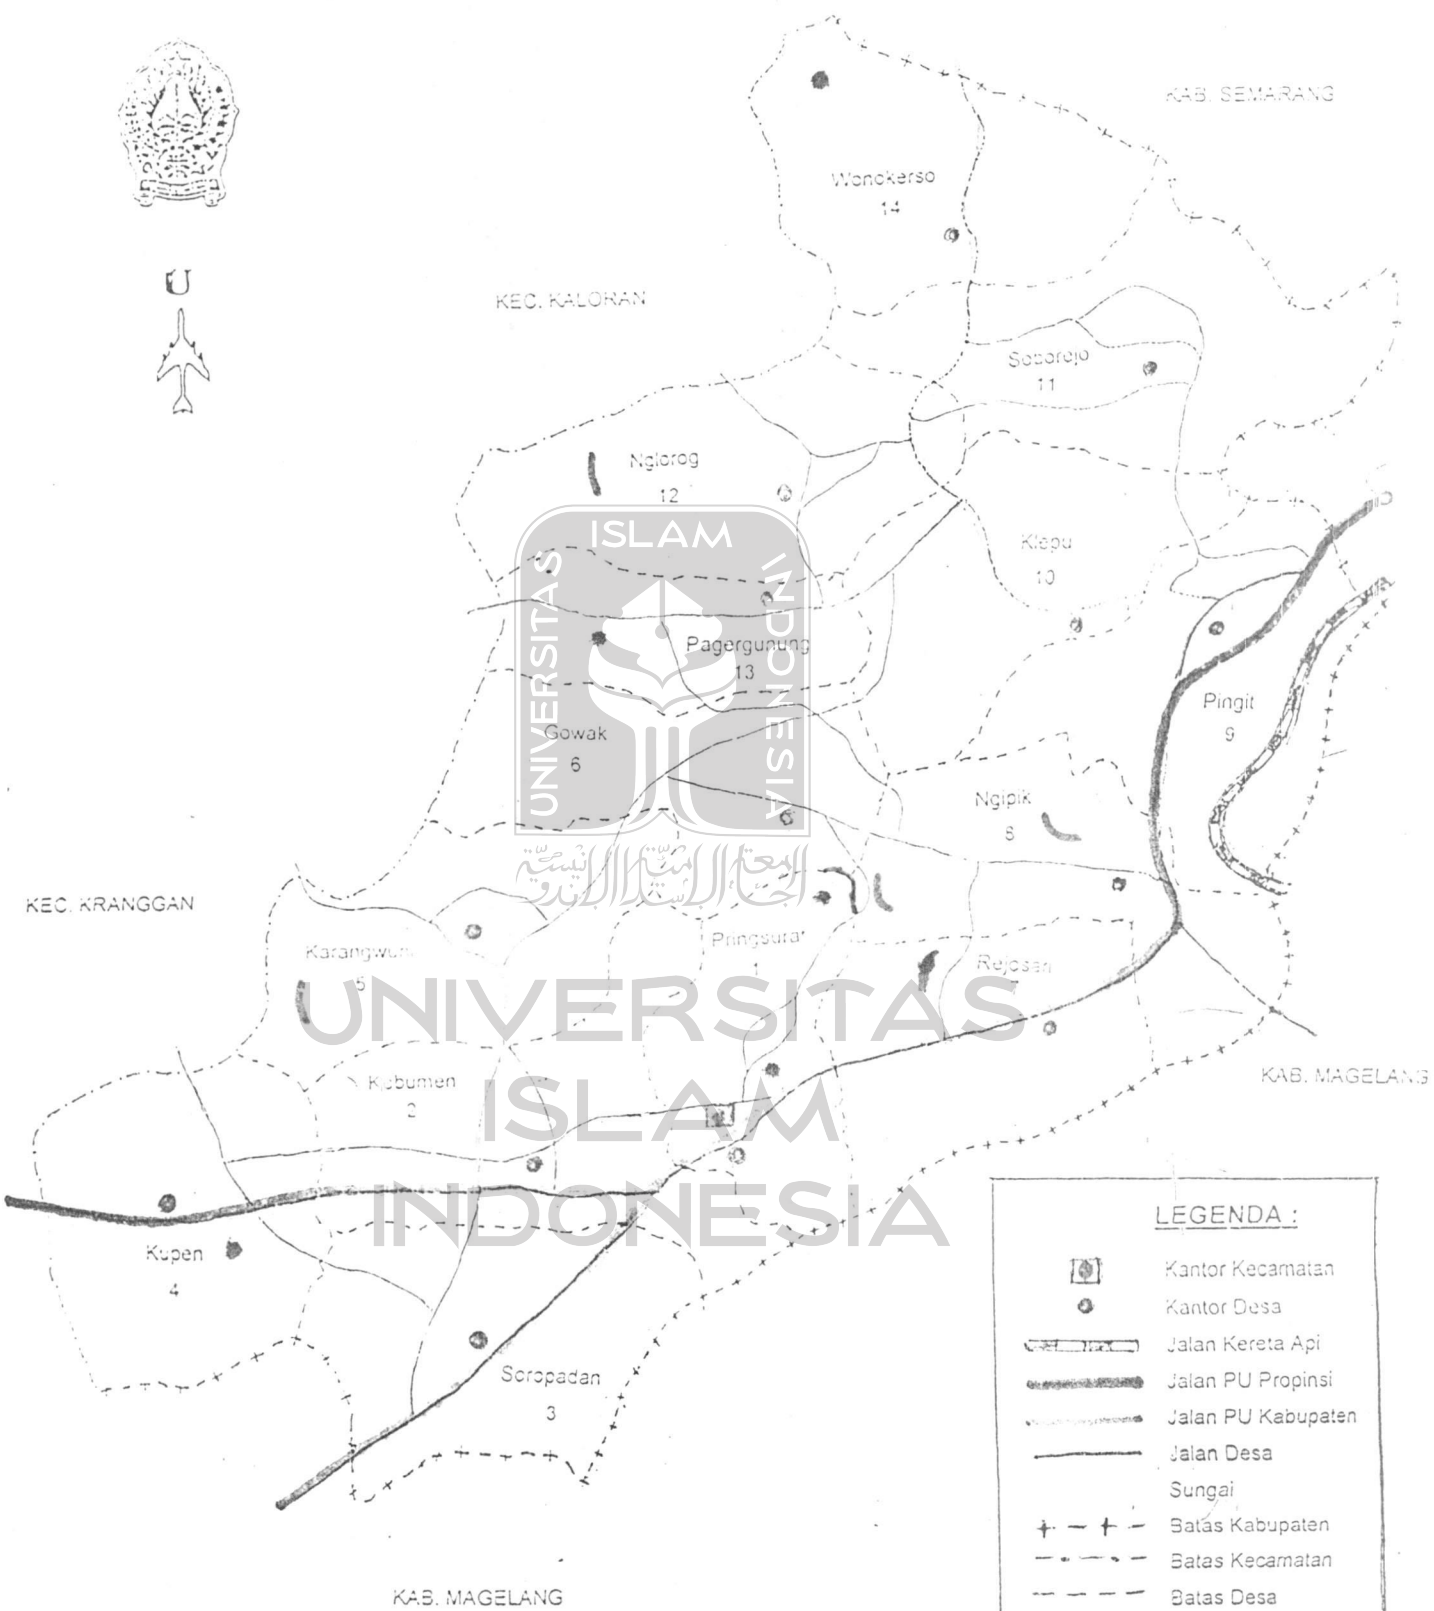 KAB. SEMARANG
U
Wonokerso
14
KEC. KALORAN
Soborejo
11
Nglorog
12
Klepu
10
Pagergunung
13
Pingit
9
Gowak
6
Ngipik
8
KEC. KRANGGAN
Karangwuni
5
Pringsurat
1
Rejosari
7
Kebumen
2
KAB. MAGELANG
Kupen
4
Soropadan
3
KAB. MAGELANG
LEGENDA :
Kantor Kecamatan
Kantor Desa
Jalan Kereta Api
Jalan PU Propinsi
Jalan PU Kabupaten
Jalan Desa
Sungai
Batas Kabupaten
Batas Kecamatan
Batas Desa
UNIVERSITAS
ISLAM
INDONESIA
UNIVERSITAS
ISLAM
INDONESIA